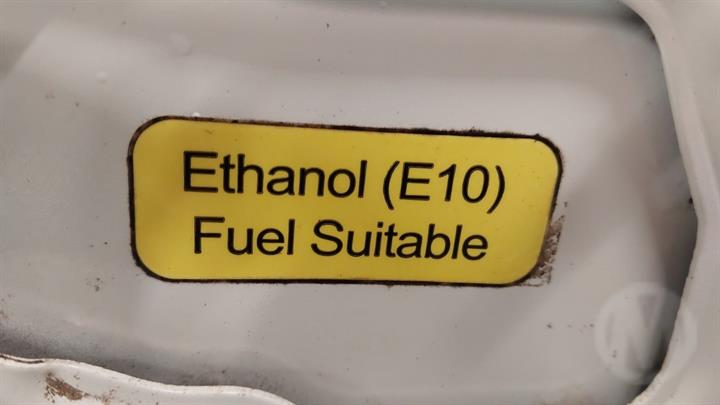 Ethanol (E10)
Fuel Suitable